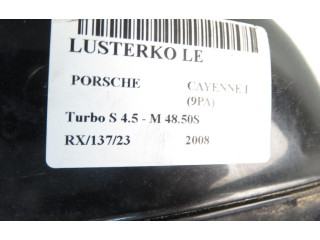 LUSTERKO LE
PORSCHE CAYENNE I
(9PA)
Turbo S 4.5 - M 48.50S
RX/137/23 2008